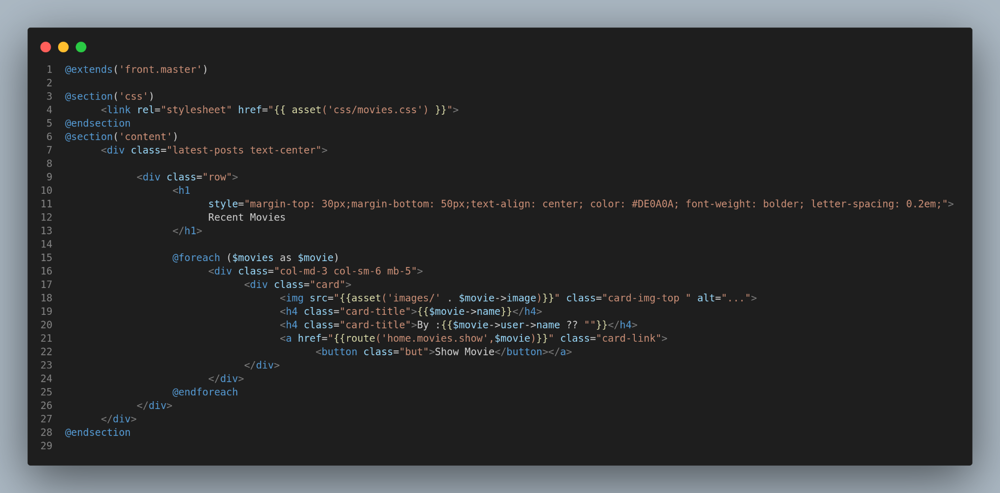 1 @extends('front.master')
2
3 @section('css')
4       <link rel="stylesheet" href="{{ asset('css/movies.css') }}">
5 @endsection
6 @section('content')
7       <div class="latest-posts text-center">
8
9             <div class="row">
10                  <h1
11                        style="margin-top: 30px;margin-bottom: 50px;text-align: center; color: #DE0A0A; font-weight: bolder; letter-spacing: 0.2em;">
12                        Recent Movies
13                  </h1>
14
15                  @foreach ($movies as $movie)
16                        <div class="col-md-3 col-sm-6 mb-5">
17                              <div class="card">
18                                    <img src="{{asset('images/' . $movie->image)}}" class="card-img-top " alt="...">
19                                    <h4 class="card-title">{{$movie->name}}</h4>
20                                    <h4 class="card-title">By :{{$movie->user->name ?? ""}}</h4>
21                                    <a href="{{route('home.movies.show',$movie)}}" class="card-link">
22                                          <button class="but">Show Movie</button></a>
23                              </div>
24                        </div>
25                  @endforeach
26            </div>
27      </div>
28 @endsection
29